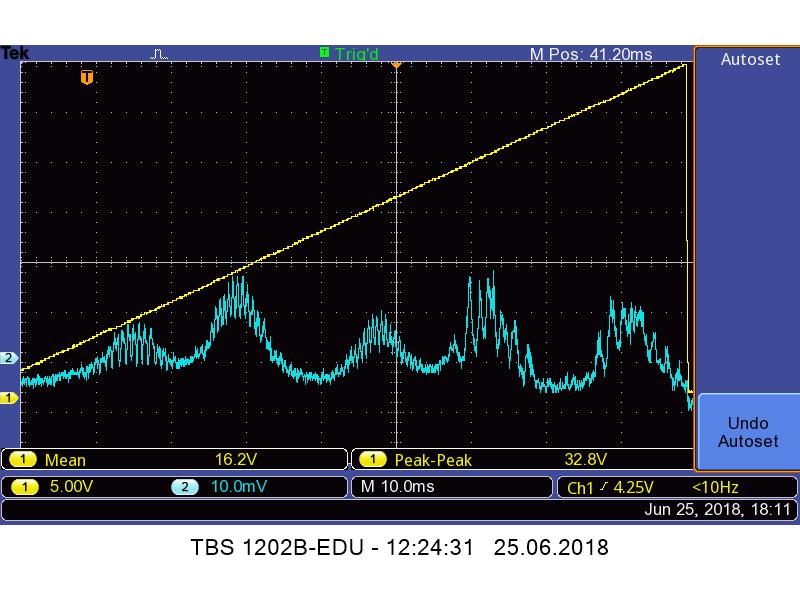 Tek T Trig'd M Pos: 41.20ms
Autoset
T
2
1
Undo
Autoset
1 Mean 16.2V 1 Peak-Peak 32.8V
1 5.00V 2 10.0mV M 10.0ms Ch1 / 4.25V <10Hz
Jun 25, 2018, 18:11
TBS 1202B-EDU - 12:24:31 25.06.2018